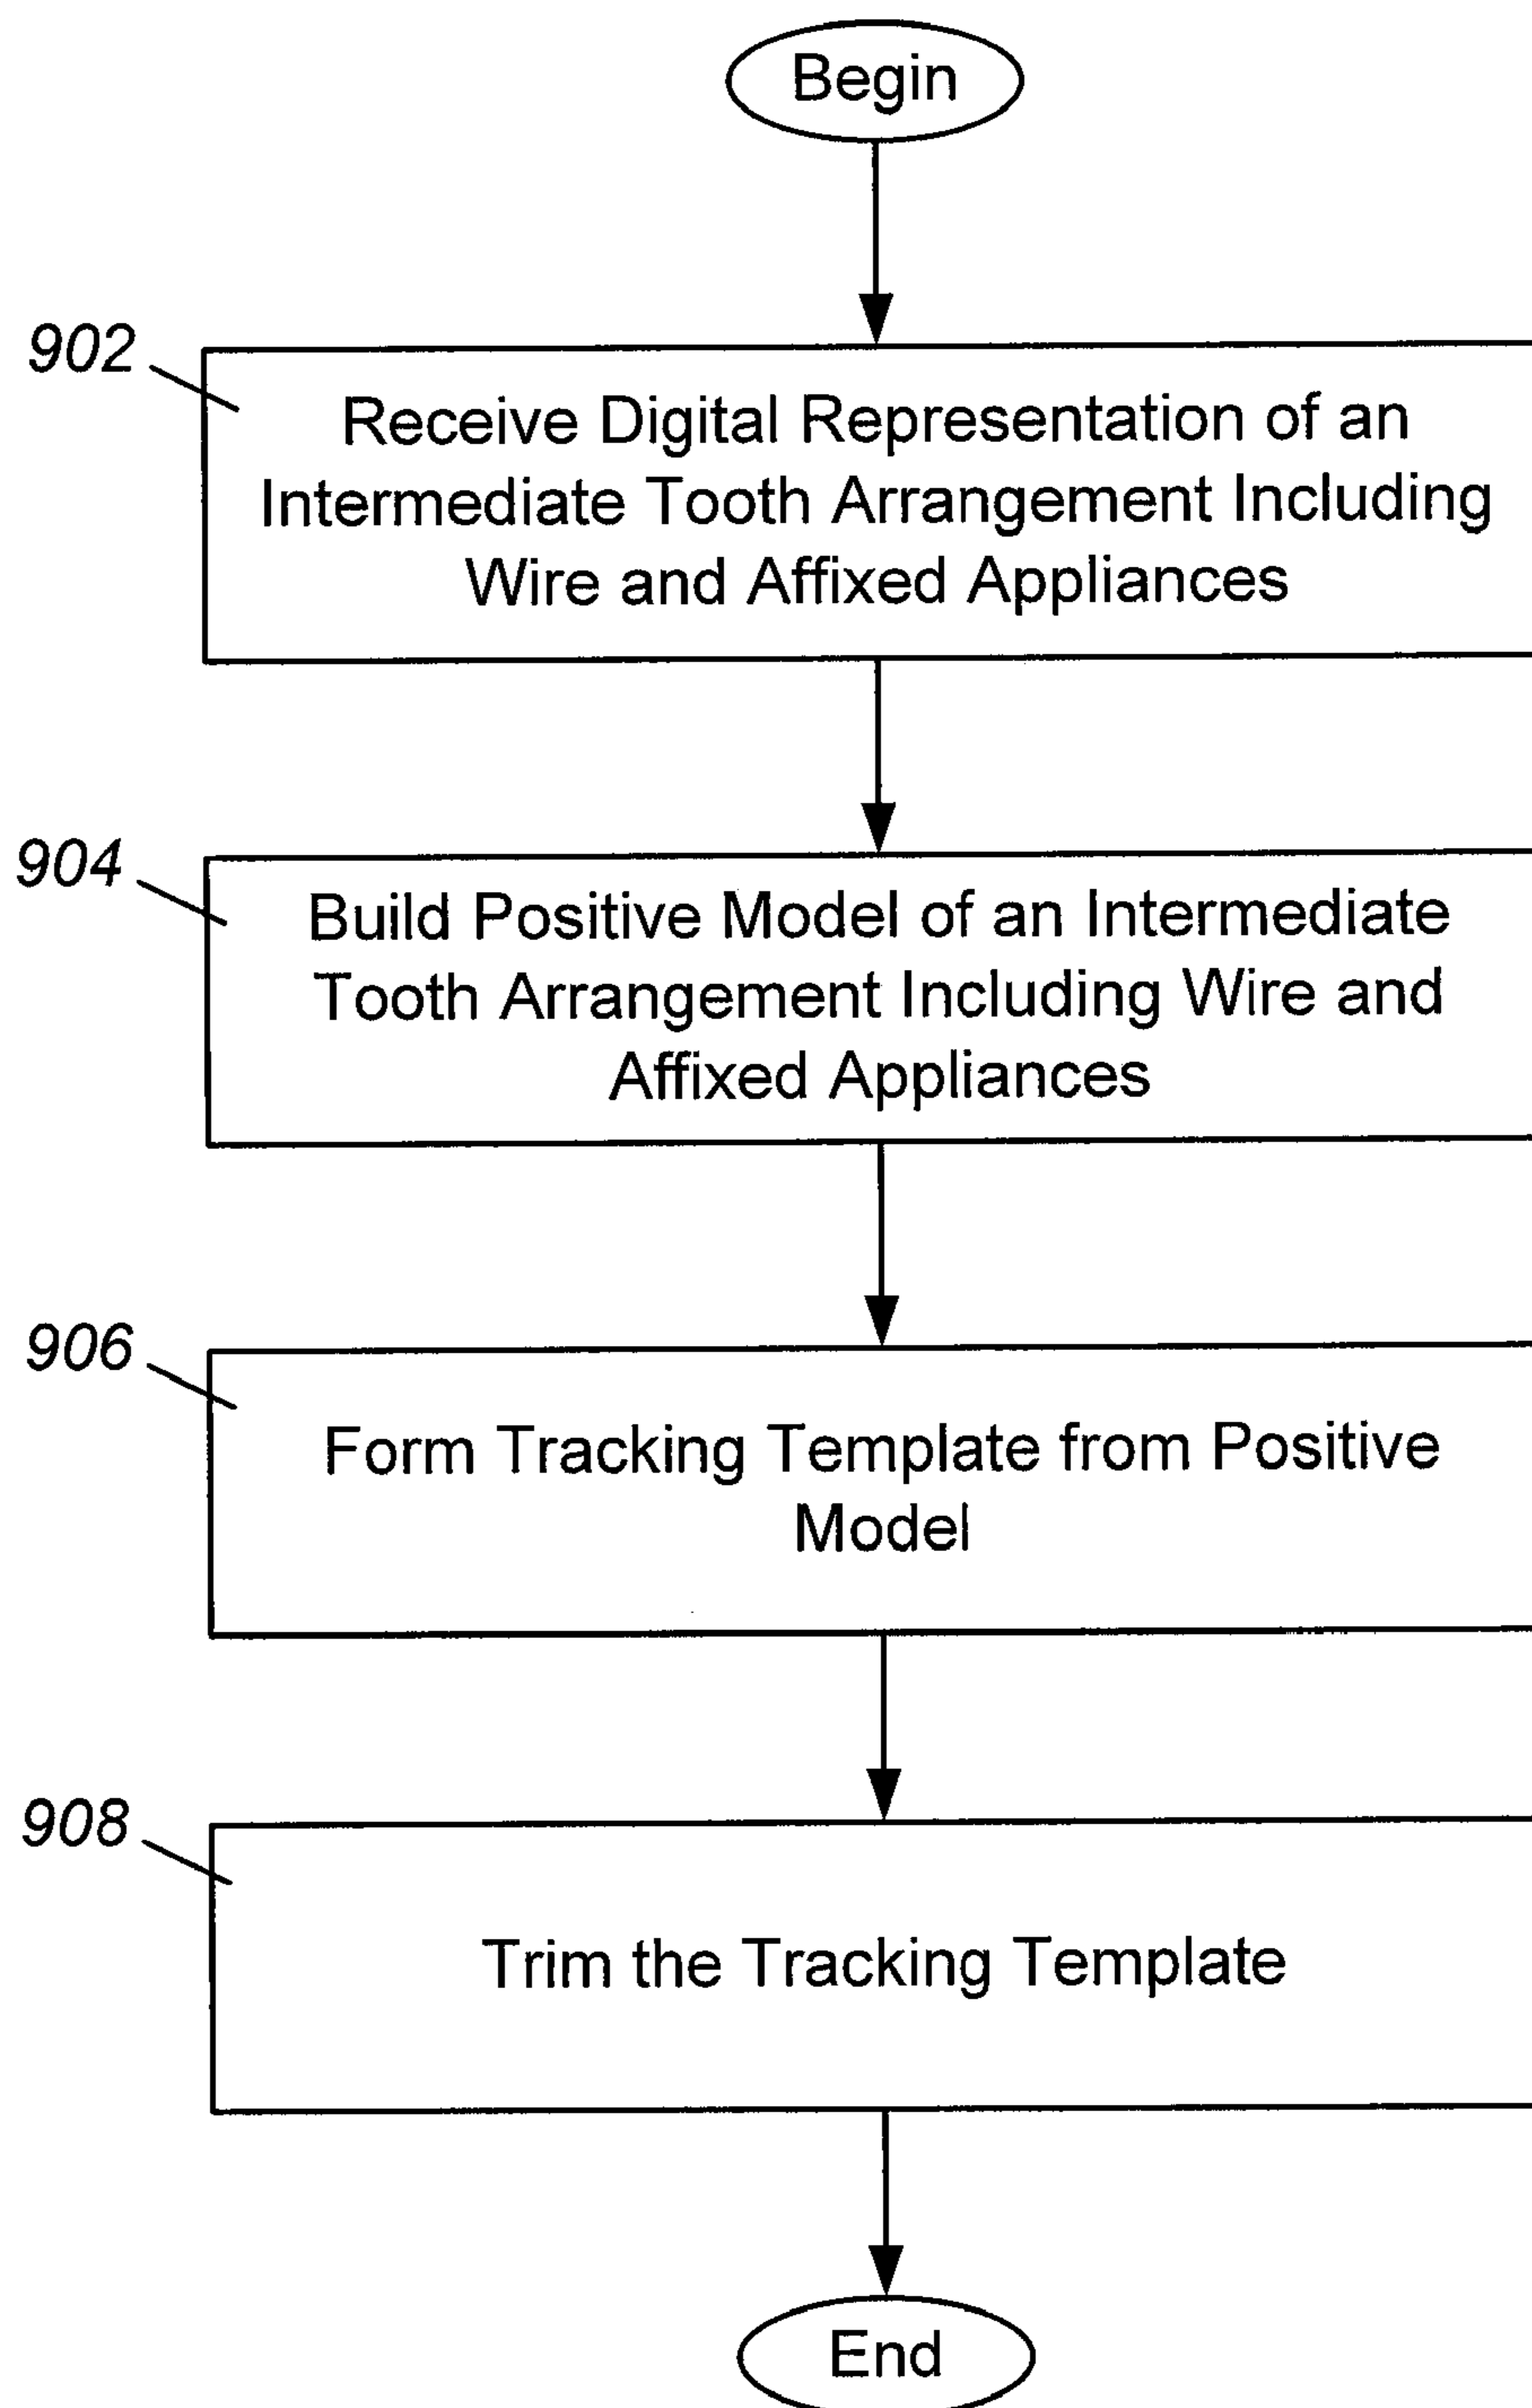 Begin
902
Receive Digital Representation of an
Intermediate Tooth Arrangement Including
Wire and Affixed Appliances
904
Build Positive Model of an Intermediate
Tooth Arrangement Including Wire and
Affixed Appliances
906
Form Tracking Template from Positive
Model
908
Trim the Tracking Template
End